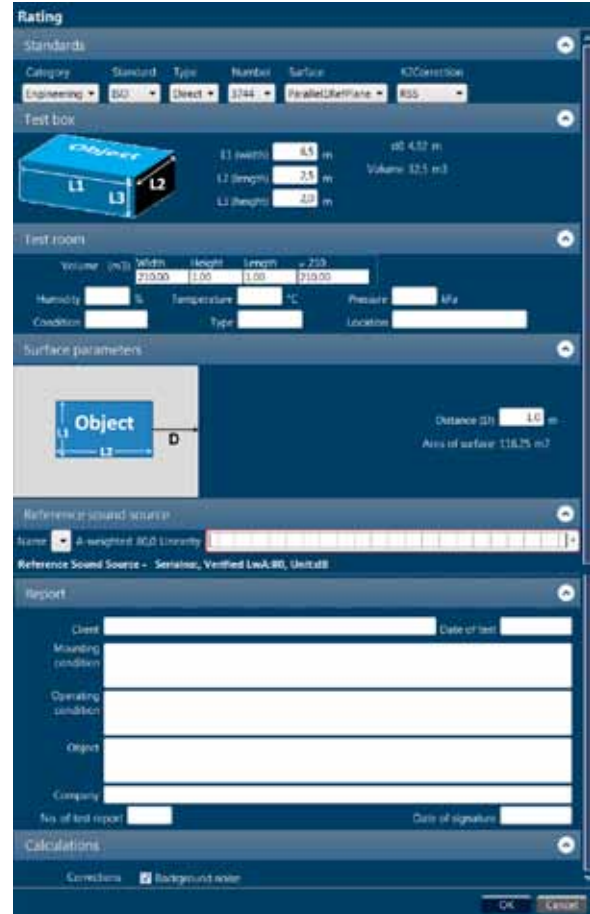 Rating
Standards
Category Standard Type Number Surface K2Correction
Engineering ISO Direct 3744 Parallel1RefPlane RSS
Test box
Object
L1 L2 L3
L1 (width) 6,5 m
L2 (length) 2,5 m
L3 (height) 2,0 m
d0 4,02 m
Volume 32,5 m3
Test room
Volume (m3) Width Height Length = 210
210.00 1.00 1.00 210.00
Humidity % Temperature °C Pressure kPa
Condition Type Location
Surface parameters
Object
L1 L2 D
Distance (D) 1,0 m
Area of surface 118,25 m2
Reference sound source
Name A-weighted 80,0 Linearity
Reference Sound Source - Serialno:, Verified LwA:80, Unit:dB
Report
Client Date of test
Mounting
condition
Operating
condition
Object
Company
No. of test report Date of signature
Calculations
Corrections Background noise
OK Cancel